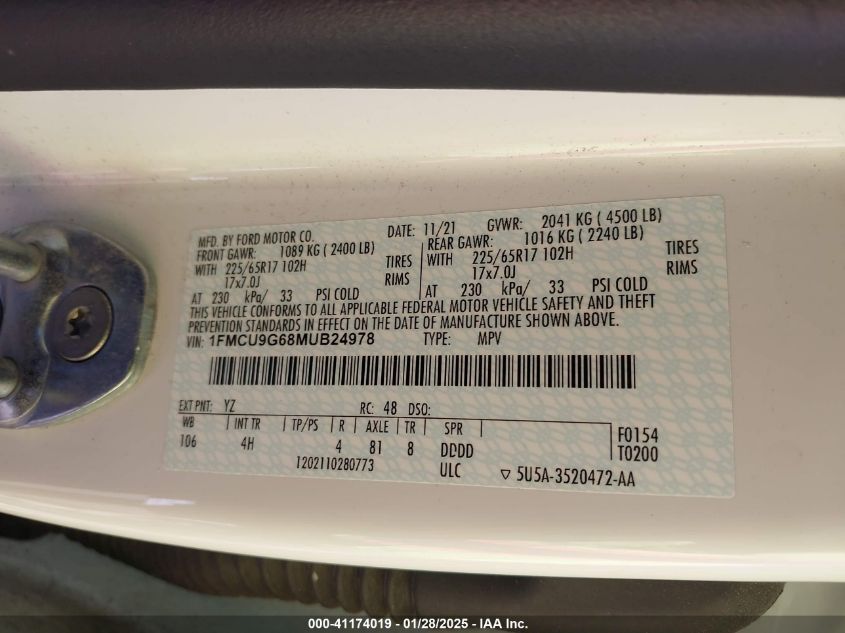 MFD. BY FORD MOTOR CO. DATE: 11/21 GVWR: 2041 KG ( 4500 LB)
FRONT GAWR: 1089 KG ( 2400 LB) REAR GAWR: 1016 KG ( 2240 LB)
WITH 225/65R17 102H TIRES WITH 225/65R17 102H TIRES
17x7.0J RIMS 17x7.0J RIMS
AT 230 kPa/ 33 PSI COLD AT 230 kPa/ 33 PSI COLD
THIS VEHICLE CONFORMS TO ALL APPLICABLE FEDERAL MOTOR VEHICLE SAFETY AND THEFT
PREVENTION STANDARDS IN EFFECT ON THE DATE OF MANUFACTURE SHOWN ABOVE.
VIN: 1FMCU9G68MUB24978 TYPE: MPV
EXT PNT: YZ RC: 48 DSO:
WB INT TR TP/PS R AXLE TR SPR
106 4H 4 81 8 DDDD F0154
T0200
1202110280773 ULC ▽ 5U5A-3520472-AA
000-41174019 - 01/28/2025 - IAA Inc.